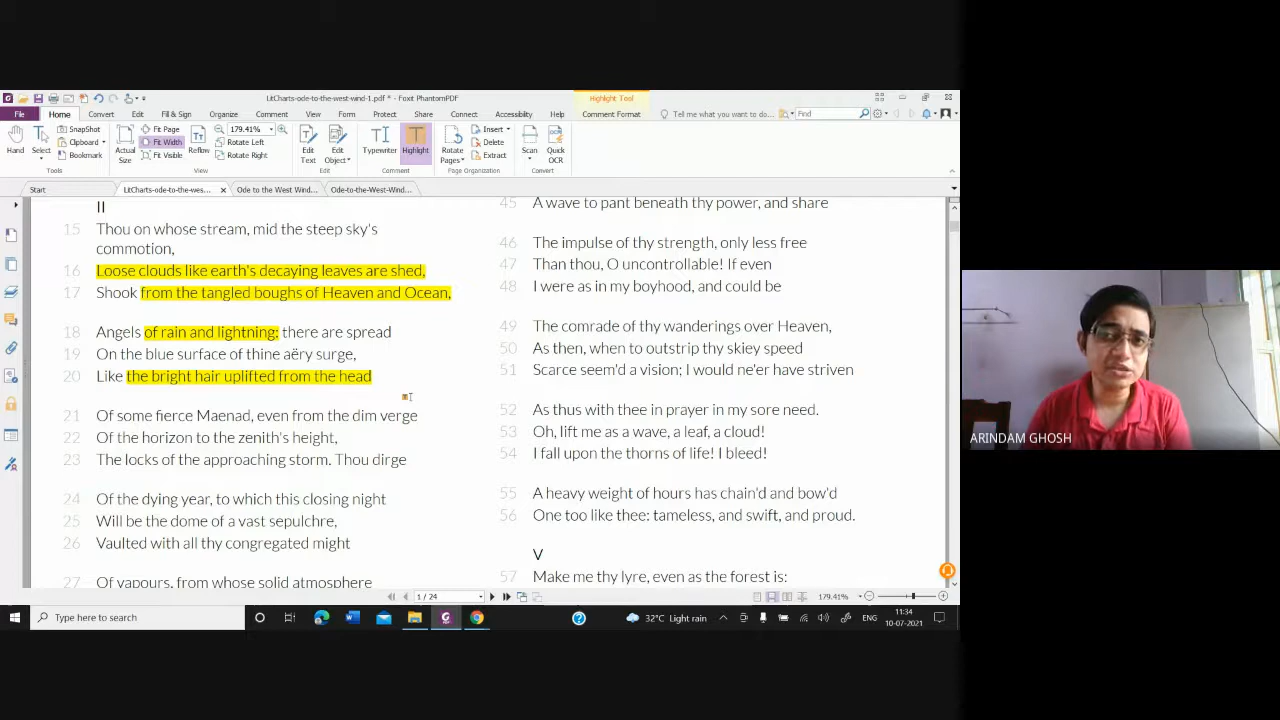 LitCharts-ode-to-the-west-wind-1.pdf * - Foxit PhantomPDF
Highlight Tool
File
Home
Convert
Edit
Fill & Sign
Organize
Comment
View
Form
Protect
Share
Connect
Accessibility
Help
Comment Format
Tell me what you want to do...
Find
Hand
Select
SnapShot
Clipboard
Bookmark
Tools
Actual Size
Fit Page
Fit Width
Fit Visible
Reflow
179.41%
Rotate Left
Rotate Right
View
Edit Text
Edit Object
Edit
Typewriter
Highlight
Comment
Rotate Pages
Insert
Delete
Extract
Page Organization
Scan
Quick OCR
Convert
Start
LitCharts-ode-to-the-wes...
Ode to the West Wind...
Ode-to-the-West-Wind...
II
15 Thou on whose stream, mid the steep sky's
commotion,
16 Loose clouds like earth's decaying leaves are shed,
17 Shook from the tangled boughs of Heaven and Ocean,
18 Angels of rain and lightning: there are spread
19 On the blue surface of thine aëry surge,
20 Like the bright hair uplifted from the head
21 Of some fierce Maenad, even from the dim verge
22 Of the horizon to the zenith's height,
23 The locks of the approaching storm. Thou dirge
24 Of the dying year, to which this closing night
25 Will be the dome of a vast sepulchre,
26 Vaulted with all thy congregated might
27 Of vapours, from whose solid atmosphere
45 A wave to pant beneath thy power, and share
46 The impulse of thy strength, only less free
47 Than thou, O uncontrollable! If even
48 I were as in my boyhood, and could be
49 The comrade of thy wanderings over Heaven,
50 As then, when to outstrip thy skiey speed
51 Scarce seem'd a vision; I would ne'er have striven
52 As thus with thee in prayer in my sore need.
53 Oh, lift me as a wave, a leaf, a cloud!
54 I fall upon the thorns of life! I bleed!
55 A heavy weight of hours has chain'd and bow'd
56 One too like thee: tameless, and swift, and proud.
V
57 Make me thy lyre, even as the forest is:
1 / 24
179.41%
Type here to search
32°C Light rain
ENG
11:34
10-07-2021
ARINDAM GHOSH